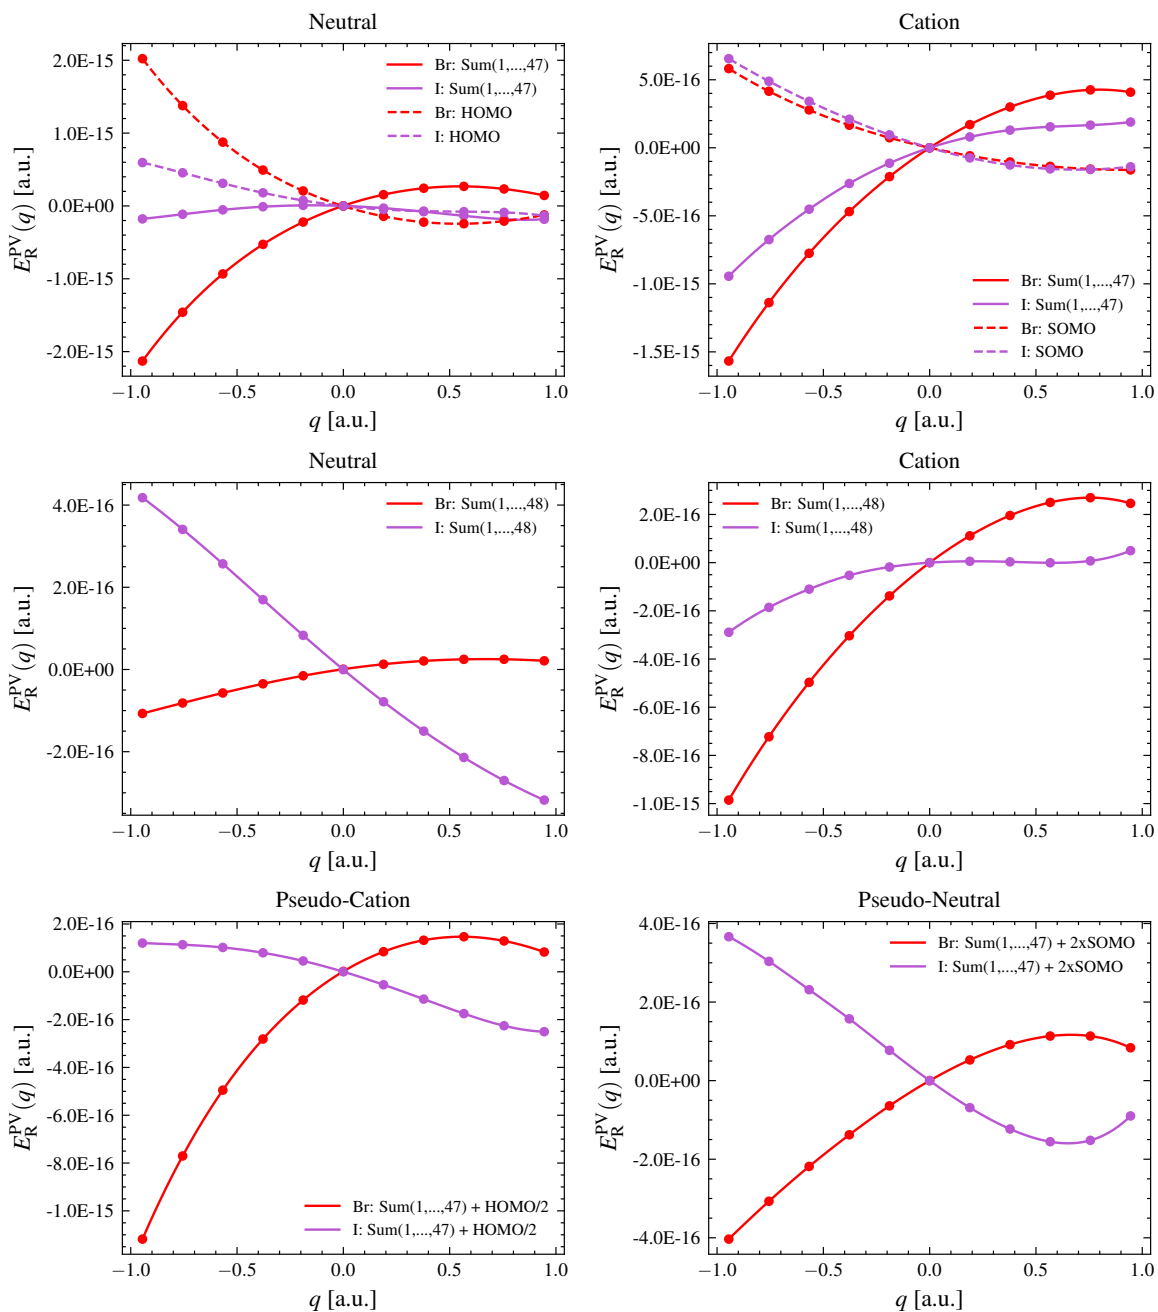 Neutral
2.0E-15
1.0E-15
0.0E+00
-1.0E-15
-2.0E-15
E_R^PV(q) [a.u.]
Br: Sum(1,...,47)
I: Sum(1,...,47)
Br: HOMO
I: HOMO
−1.0 −0.5 0.0 0.5 1.0
q [a.u.]
Cation
5.0E-16
0.0E+00
-5.0E-16
-1.0E-15
-1.5E-15
E_R^PV(q) [a.u.]
Br: Sum(1,...,47)
I: Sum(1,...,47)
Br: SOMO
I: SOMO
−1.0 −0.5 0.0 0.5 1.0
q [a.u.]
Neutral
4.0E-16
2.0E-16
0.0E+00
-2.0E-16
E_R^PV(q) [a.u.]
Br: Sum(1,...,48)
I: Sum(1,...,48)
−1.0 −0.5 0.0 0.5 1.0
q [a.u.]
Cation
2.0E-16
0.0E+00
-2.0E-16
-4.0E-16
-6.0E-16
-8.0E-16
-1.0E-15
E_R^PV(q) [a.u.]
Br: Sum(1,...,48)
I: Sum(1,...,48)
−1.0 −0.5 0.0 0.5 1.0
q [a.u.]
Pseudo-Cation
2.0E-16
0.0E+00
-2.0E-16
-4.0E-16
-6.0E-16
-8.0E-16
-1.0E-15
E_R^PV(q) [a.u.]
Br: Sum(1,...,47) + HOMO/2
I: Sum(1,...,47) + HOMO/2
−1.0 −0.5 0.0 0.5 1.0
q [a.u.]
Pseudo-Neutral
4.0E-16
2.0E-16
0.0E+00
-2.0E-16
-4.0E-16
E_R^PV(q) [a.u.]
Br: Sum(1,...,47) + 2xSOMO
I: Sum(1,...,47) + 2xSOMO
−1.0 −0.5 0.0 0.5 1.0
q [a.u.]